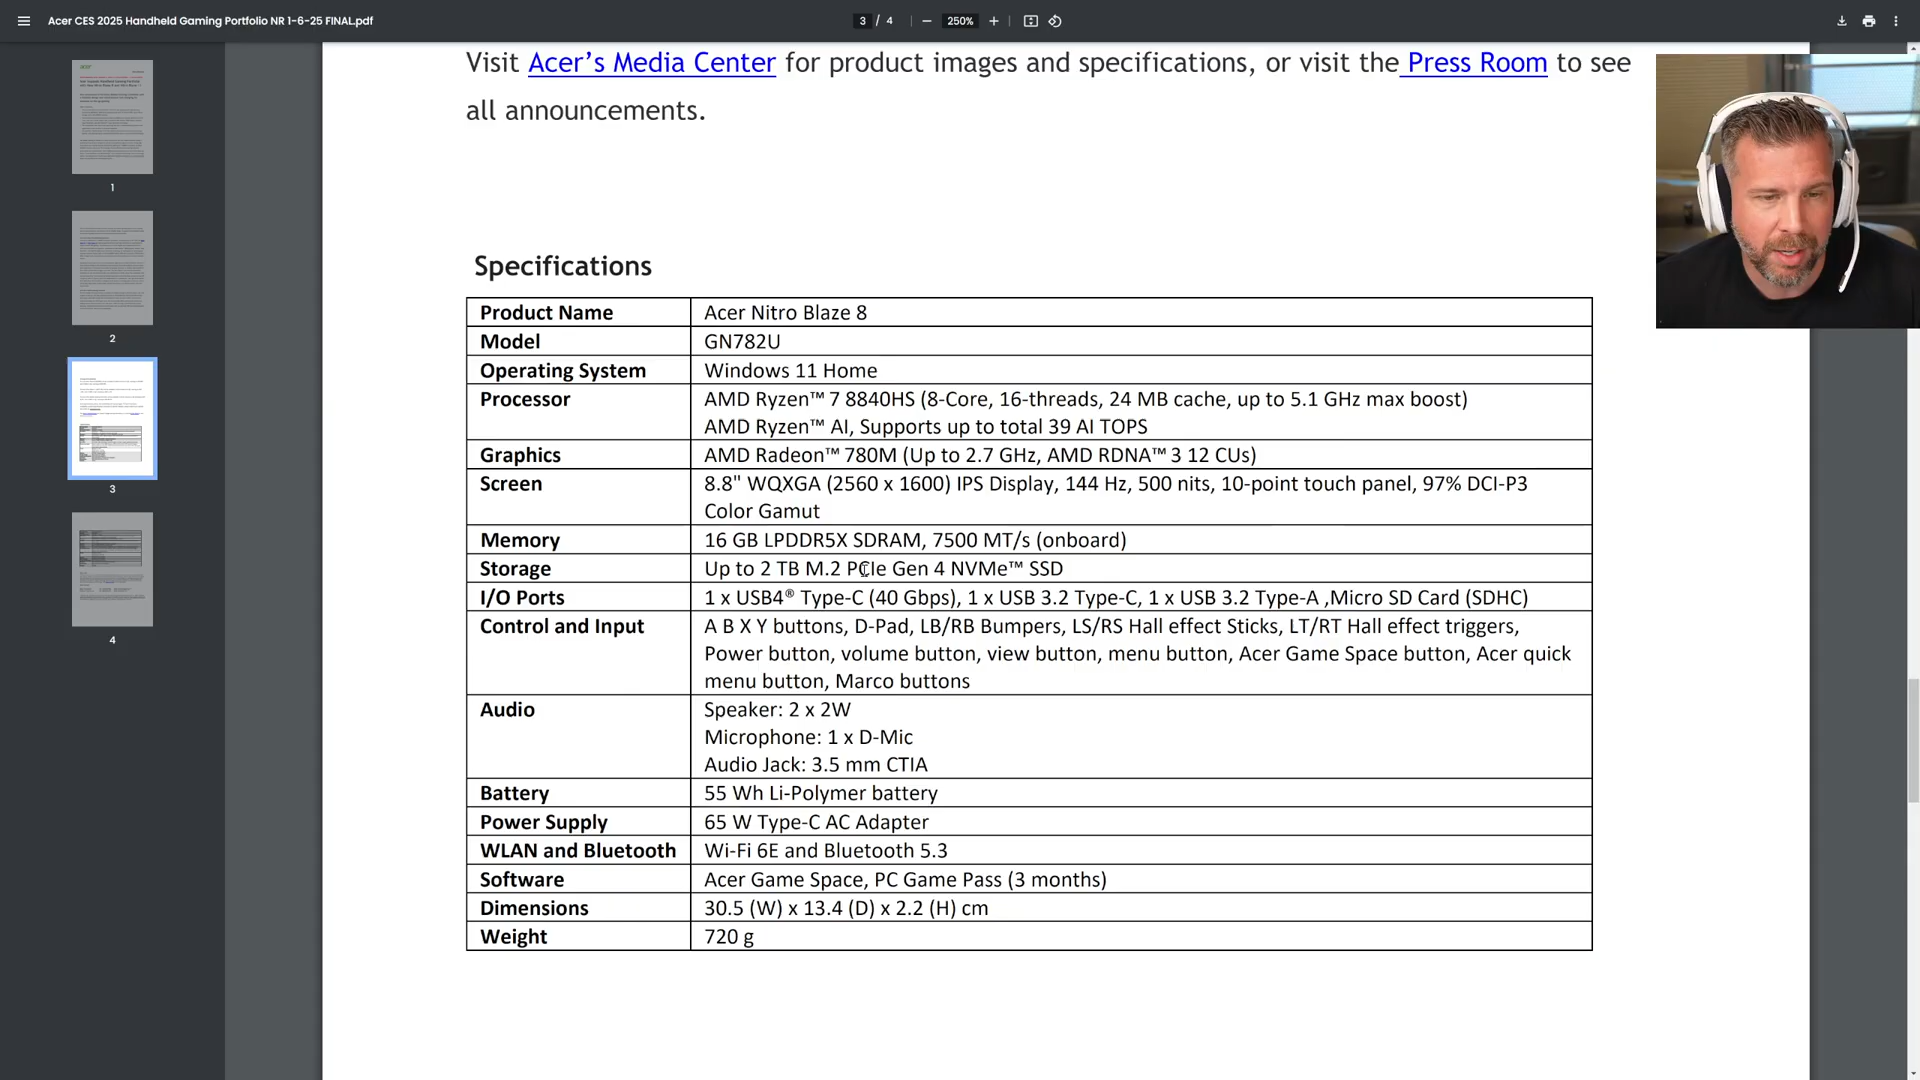 Acer CES 2025 Handheld Gaming Portfolio NR 1-6-25 FINAL.pdf
3 / 4
250%
1
2
3
4
Visit Acer’s Media Center for product images and specifications, or visit the Press Room to see
all announcements.
Specifications
Product Name Acer Nitro Blaze 8
Model GN782U
Operating System Windows 11 Home
Processor AMD Ryzen™ 7 8840HS (8-Core, 16-threads, 24 MB cache, up to 5.1 GHz max boost)
AMD Ryzen™ AI, Supports up to total 39 AI TOPS
Graphics AMD Radeon™ 780M (Up to 2.7 GHz, AMD RDNA™ 3 12 CUs)
Screen 8.8" WQXGA (2560 x 1600) IPS Display, 144 Hz, 500 nits, 10-point touch panel, 97% DCI-P3
Color Gamut
Memory 16 GB LPDDR5X SDRAM, 7500 MT/s (onboard)
Storage Up to 2 TB M.2 PCIe Gen 4 NVMe™ SSD
I/O Ports 1 x USB4® Type-C (40 Gbps), 1 x USB 3.2 Type-C, 1 x USB 3.2 Type-A ,Micro SD Card (SDHC)
Control and Input A B X Y buttons, D-Pad, LB/RB Bumpers, LS/RS Hall effect Sticks, LT/RT Hall effect triggers,
Power button, volume button, view button, menu button, Acer Game Space button, Acer quick
menu button, Marco buttons
Audio Speaker: 2 x 2W
Microphone: 1 x D-Mic
Audio Jack: 3.5 mm CTIA
Battery 55 Wh Li-Polymer battery
Power Supply 65 W Type-C AC Adapter
WLAN and Bluetooth Wi-Fi 6E and Bluetooth 5.3
Software Acer Game Space, PC Game Pass (3 months)
Dimensions 30.5 (W) x 13.4 (D) x 2.2 (H) cm
Weight 720 g